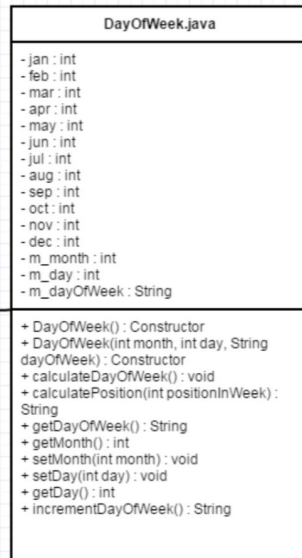 DayOfWeek.java
- jan : int
- feb : int
- mar : int
- apr : int
- may : int
- jun : int
- jul : int
- aug : int
- sep : int
- oct : int
- nov : int
- dec : int
- m_month : int
- m_day : int
- m_dayOfWeek : String
+ DayOfWeek() : Constructor
+ DayOfWeek(int month, int day, String
dayOfWeek) : Constructor
+ calculateDayOfWeek() : void
+ calculatePosition(int positionInWeek) :
String
+ getDayOfWeek() : String
+ getMonth() : int
+ setMonth(int month) : void
+ setDay(int day) : void
+ getDay() : int
+ incrementDayOfWeek() : String